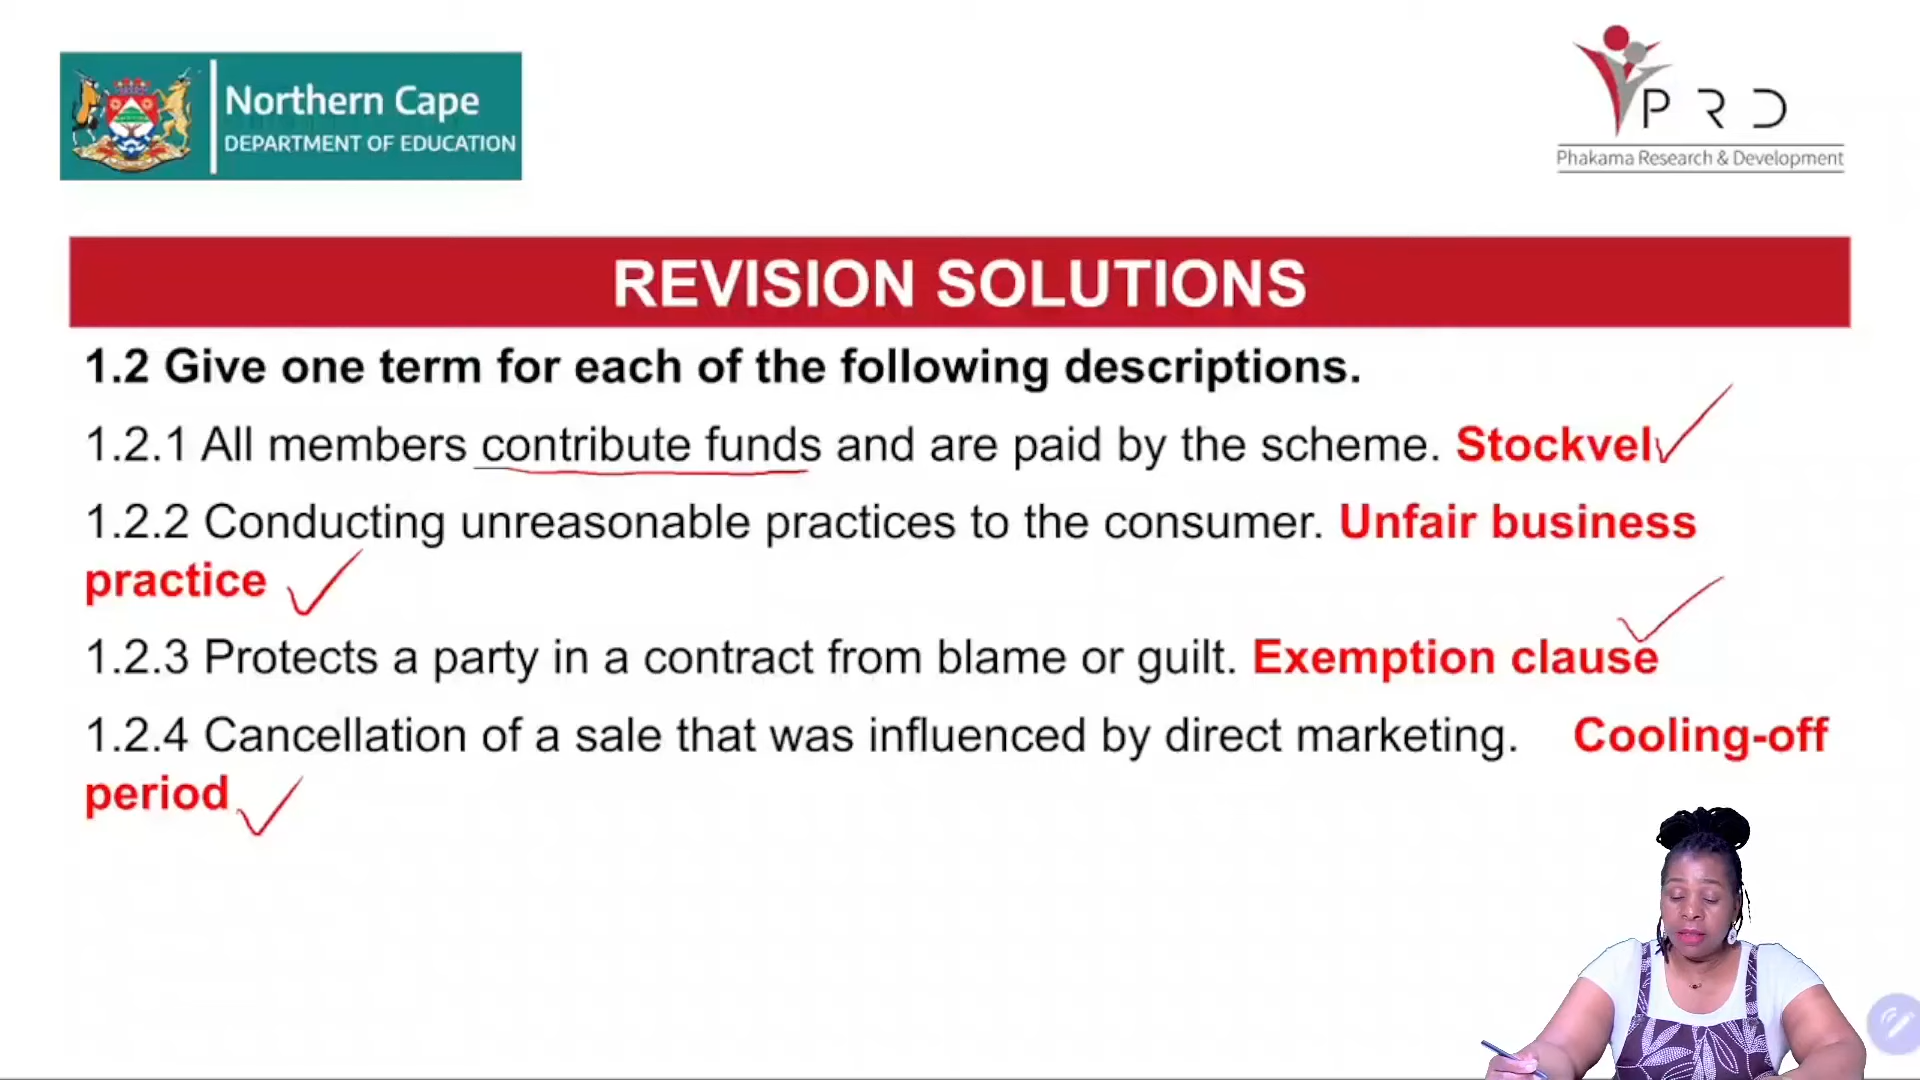 Northern Cape
DEPARTMENT OF EDUCATION
PRD
Phakama Research & Development
REVISION SOLUTIONS
1.2 Give one term for each of the following descriptions.
1.2.1 All members contribute funds and are paid by the scheme. Stockvel
1.2.2 Conducting unreasonable practices to the consumer. Unfair business
practice
1.2.3 Protects a party in a contract from blame or guilt. Exemption clause
1.2.4 Cancellation of a sale that was influenced by direct marketing. Cooling-off
period